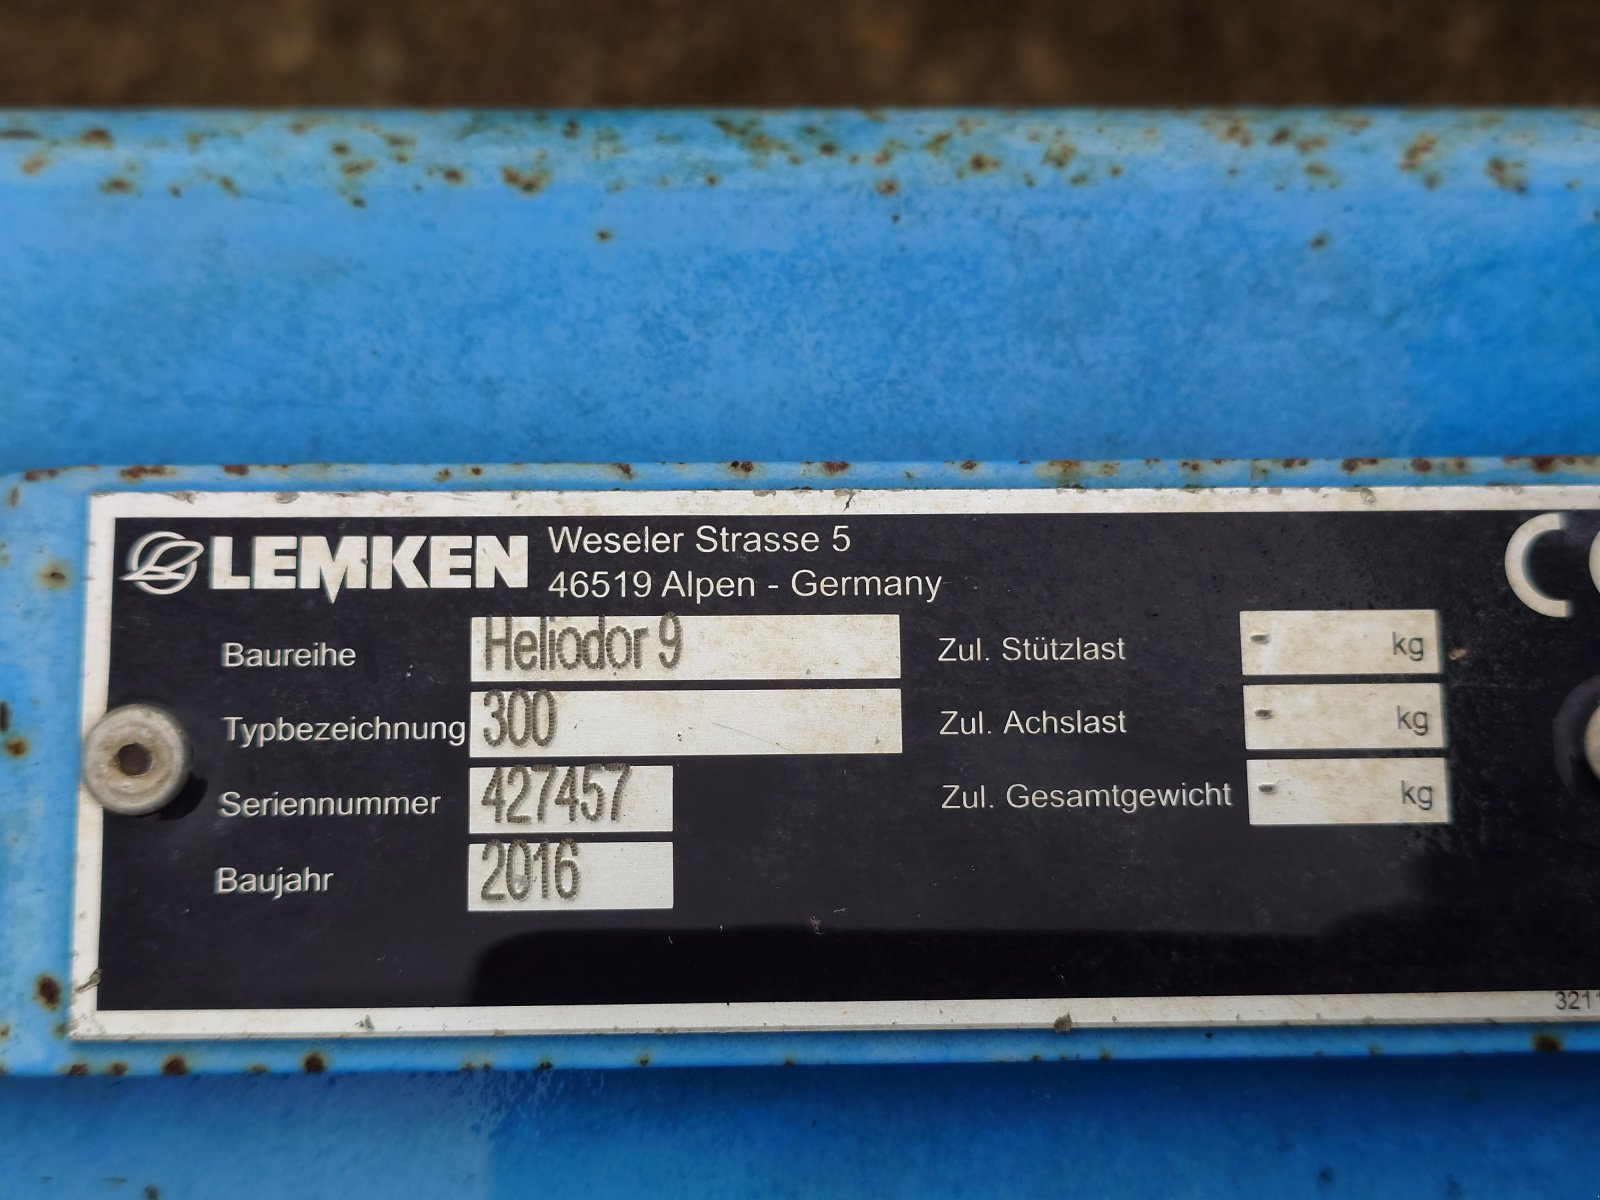 LEMKEN
Weseler Strasse 5
46519 Alpen - Germany
Baureihe Heliodor 9
Typbezeichnung 300
Seriennummer 427457
Baujahr 2016
Zul. Stützlast - kg
Zul. Achslast - kg
Zul. Gesamtgewicht - kg